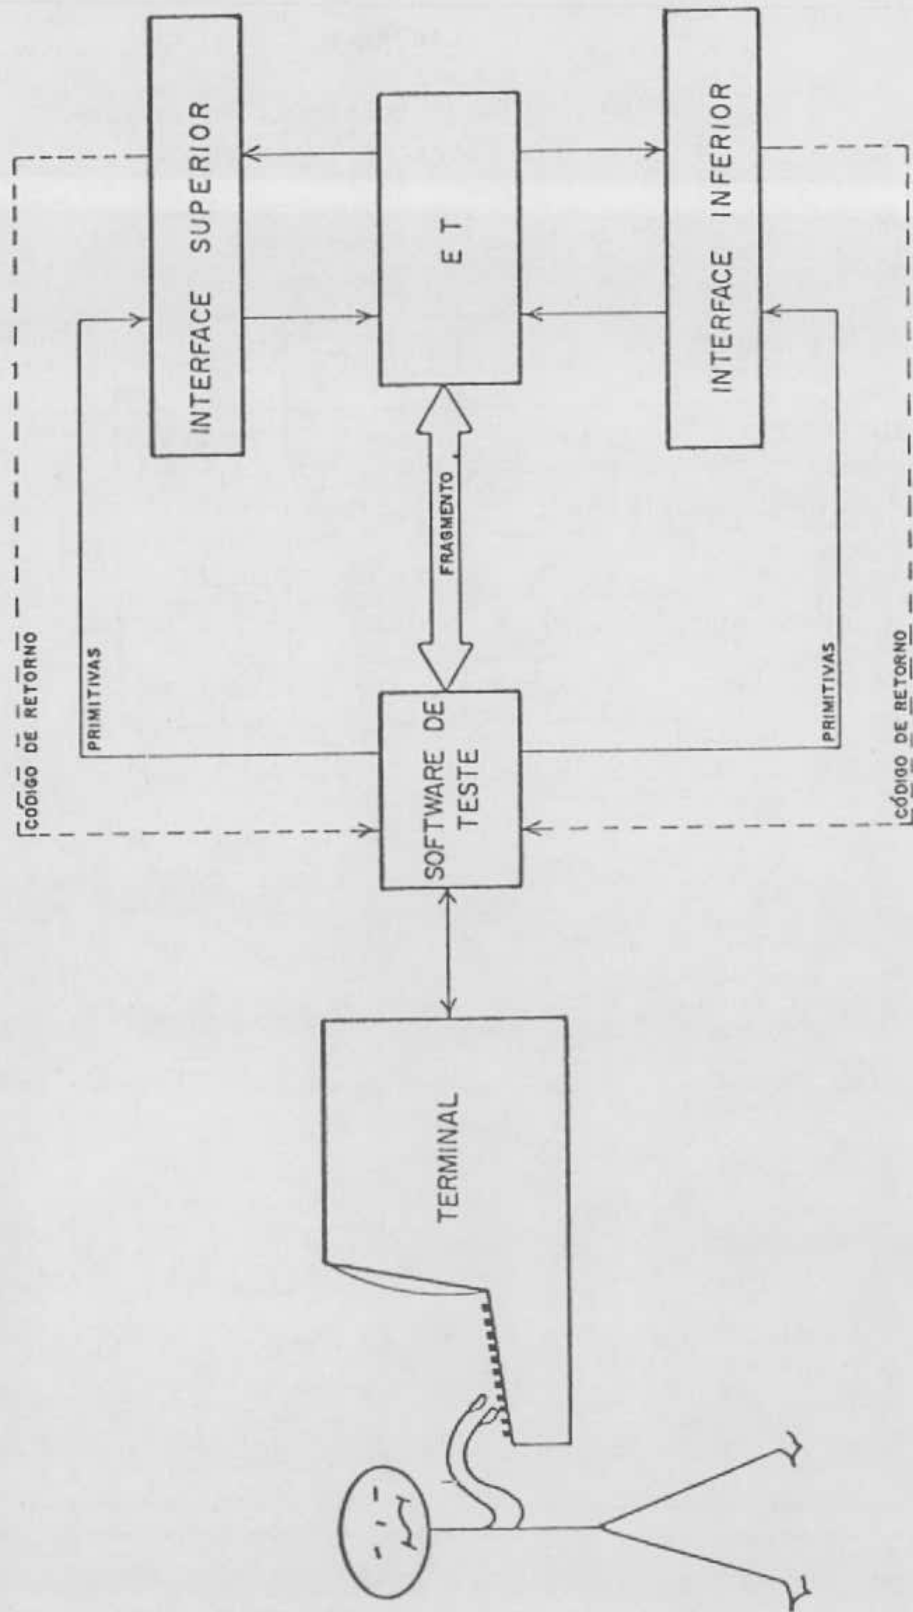 CÓDIGO DE RETORNO
PRIMITIVAS
INTERFACE SUPERIOR
TERMINAL
SOFTWARE DE
TESTE
FRAGMENTO
E T
INTERFACE INFERIOR
PRIMITIVAS
CÓDIGO DE RETORNO